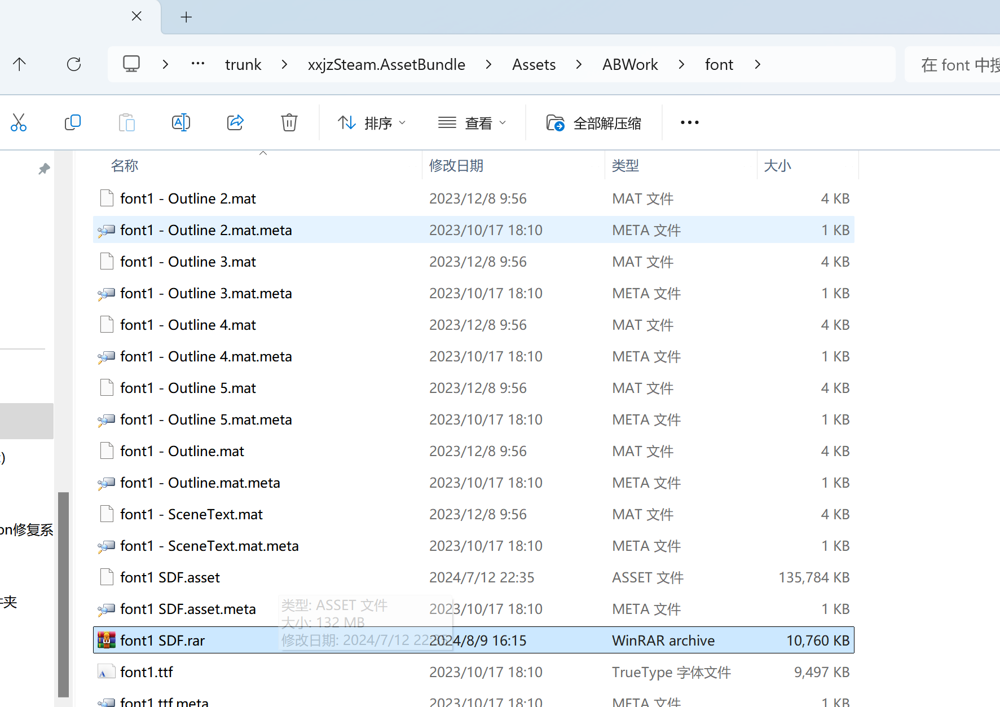 trunk xxjzSteam.AssetBundle Assets ABWork font 在 font 中搜
排序 查看 全部解压缩
名称 修改日期 类型 大小
font1 - Outline 2.mat 2023/12/8 9:56 MAT 文件 4 KB
font1 - Outline 2.mat.meta 2023/10/17 18:10 META 文件 1 KB
font1 - Outline 3.mat 2023/12/8 9:56 MAT 文件 4 KB
font1 - Outline 3.mat.meta 2023/10/17 18:10 META 文件 1 KB
font1 - Outline 4.mat 2023/12/8 9:56 MAT 文件 4 KB
font1 - Outline 4.mat.meta 2023/10/17 18:10 META 文件 1 KB
font1 - Outline 5.mat 2023/12/8 9:56 MAT 文件 4 KB
font1 - Outline 5.mat.meta 2023/10/17 18:10 META 文件 1 KB
font1 - Outline.mat 2023/12/8 9:56 MAT 文件 4 KB
)
font1 - Outline.mat.meta 2023/10/17 18:10 META 文件 1 KB
font1 - SceneText.mat 2023/12/8 9:56 MAT 文件 4 KB
on修复系
font1 - SceneText.mat.meta 2023/10/17 18:10 META 文件 1 KB
font1 SDF.asset 2024/7/12 22:35 ASSET 文件 135,784 KB
件夹
font1 SDF.asset.meta 2023/10/17 18:10 META 文件 1 KB
类型: ASSET 文件
大小: 132 MB
修改日期: 2024/7/12 22:35
font1 SDF.rar 2024/8/9 16:15 WinRAR archive 10,760 KB
font1.ttf 2023/10/17 18:10 TrueType 字体文件 9,497 KB
font1.ttf.meta 2023/10/17 18:10 META 文件 1 KB